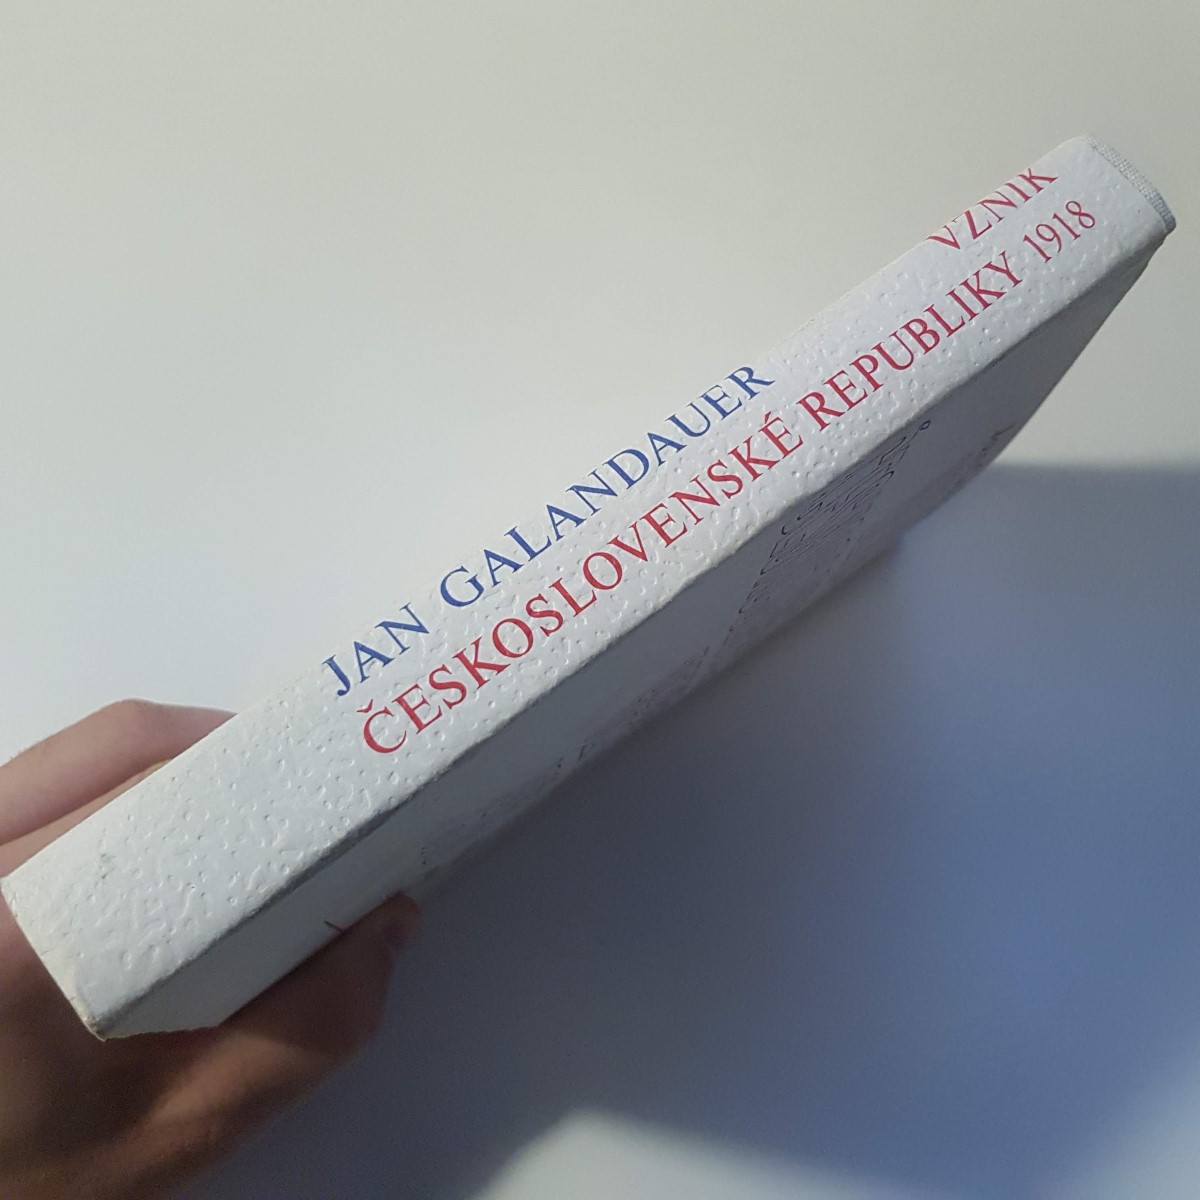 JAN GALANDAUER VZNIK
ČESKOSLOVENSKÉ REPUBLIKY 1918